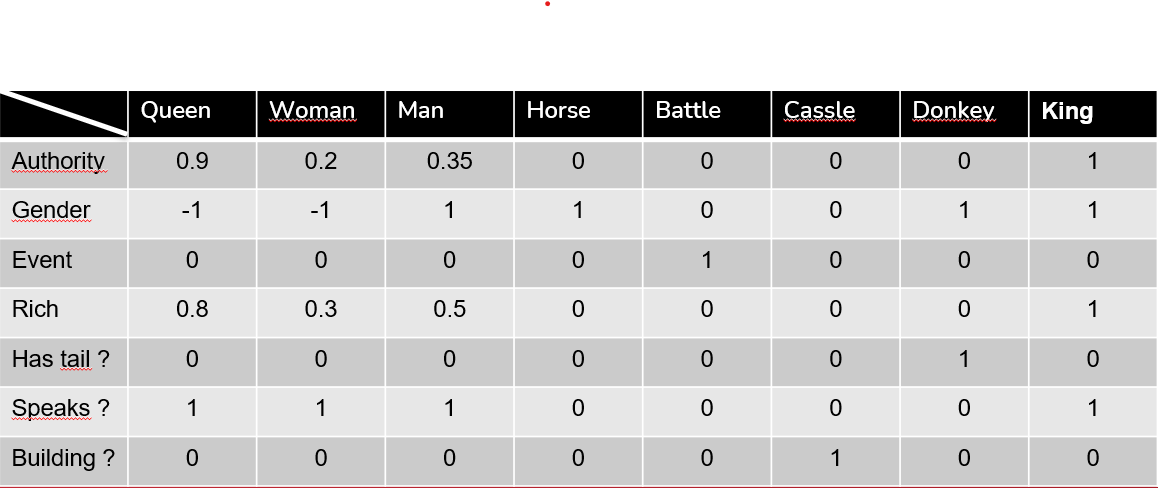 Queen Woman Man Horse Battle Cassle Donkey King
Authority 0.9 0.2 0.35 0 0 0 0 1
Gender -1 -1 1 1 0 0 1 1
Event 0 0 0 0 1 0 0 0
Rich 0.8 0.3 0.5 0 0 0 0 1
Has tail ? 0 0 0 0 0 0 1 0
Speaks ? 1 1 1 0 0 0 0 1
Building ? 0 0 0 0 0 1 0 0